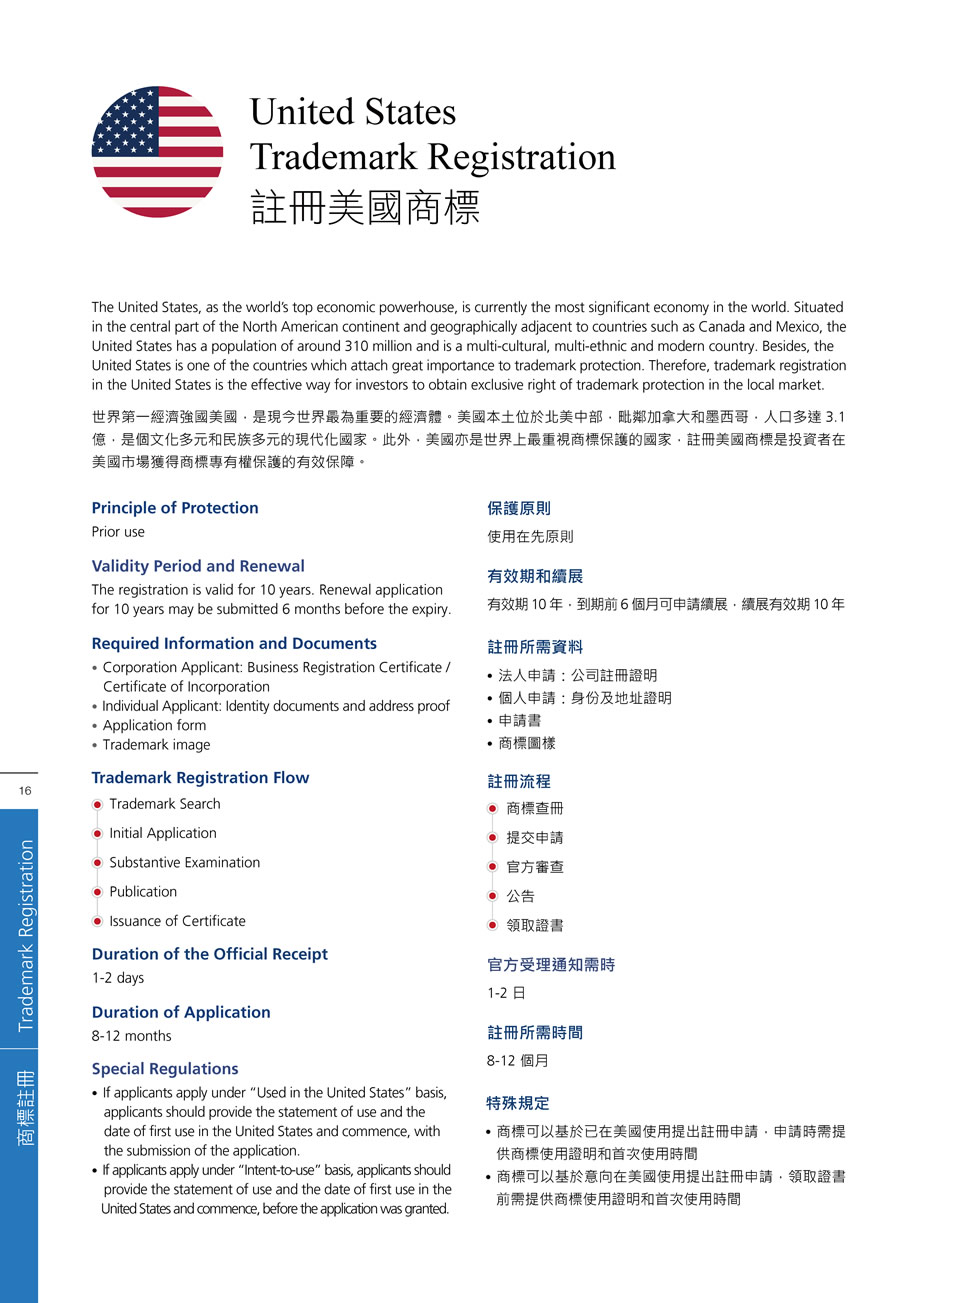 United States
Trademark Registration
註冊美國商標
The United States, as the world's top economic powerhouse, is currently the most significant economy in the world. Situated
in the central part of the North American continent and geographically adjacent to countries such as Canada and Mexico, the
United States has a population of around 310 million and is a multi-cultural, multi-ethnic and modern country. Besides, the
United States is one of the countries which attach great importance to trademark protection. Therefore, trademark registration
in the United States is the effective way for investors to obtain exclusive right of trademark protection in the local market.
世界第一經濟強國美國，是現今世界最為重要的經濟體。美國本土位於北美中部，毗鄰加拿大和墨西哥，人口多達 3.1
億，是個文化多元和民族多元的現代化國家。此外，美國亦是世界上最重視商標保護的國家，註冊美國商標是投資者在
美國市場獲得商標專有權保護的有效保障。
Principle of Protection
Prior use
Validity Period and Renewal
The registration is valid for 10 years. Renewal application
for 10 years may be submitted 6 months before the expiry.
Required Information and Documents
• Corporation Applicant: Business Registration Certificate /
Certificate of Incorporation
• Individual Applicant: Identity documents and address proof
• Application form
• Trademark image
Trademark Registration Flow
Trademark Search
Initial Application
Substantive Examination
Publication
Issuance of Certificate
Duration of the Official Receipt
1-2 days
Duration of Application
8-12 months
Special Regulations
• If applicants apply under “Used in the United States” basis,
applicants should provide the statement of use and the
date of first use in the United States and commence, with
the submission of the application.
• If applicants apply under “Intent-to-use” basis, applicants should
provide the statement of use and the date of first use in the
United States and commence, before the application was granted.
保護原則
使用在先原則
有效期和續展
有效期 10 年，到期前 6 個月可申請續展，續展有效期 10 年
註冊所需資料
• 法人申請：公司註冊證明
• 個人申請：身份及地址證明
• 申請書
• 商標圖樣
註冊流程
商標查冊
提交申請
官方審查
公告
領取證書
官方受理通知需時
1-2 日
註冊所需時間
8-12 個月
特殊規定
• 商標可以基於已在美國使用提出註冊申請，申請時需提
供商標使用證明和首次使用時間
• 商標可以基於意向在美國使用提出註冊申請，領取證書
前需提供商標使用證明和首次使用時間
16
Trademark Registration
商標註冊